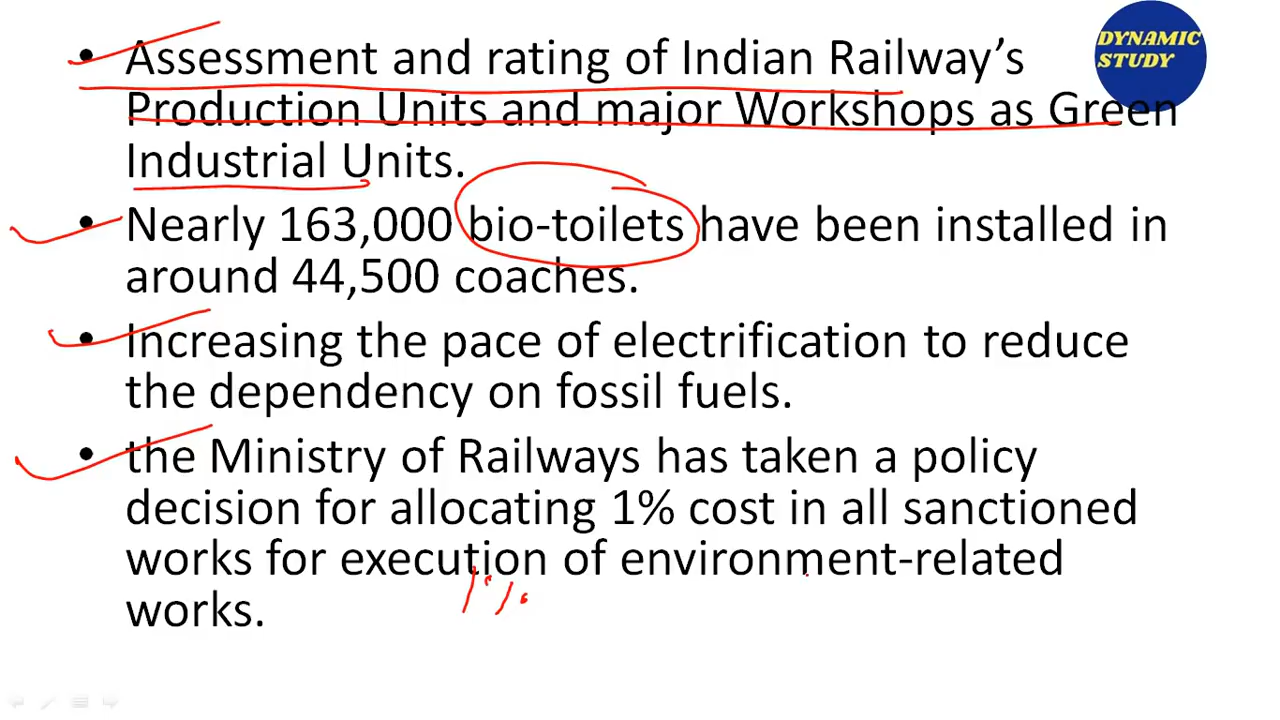 DYNAMIC
STUDY
• Assessment and rating of Indian Railway’s
Production Units and major Workshops as Green
Industrial Units.
• Nearly 163,000 bio-toilets have been installed in
around 44,500 coaches.
• Increasing the pace of electrification to reduce
the dependency on fossil fuels.
• the Ministry of Railways has taken a policy
decision for allocating 1% cost in all sanctioned
works for execution of environment-related
works.
1%